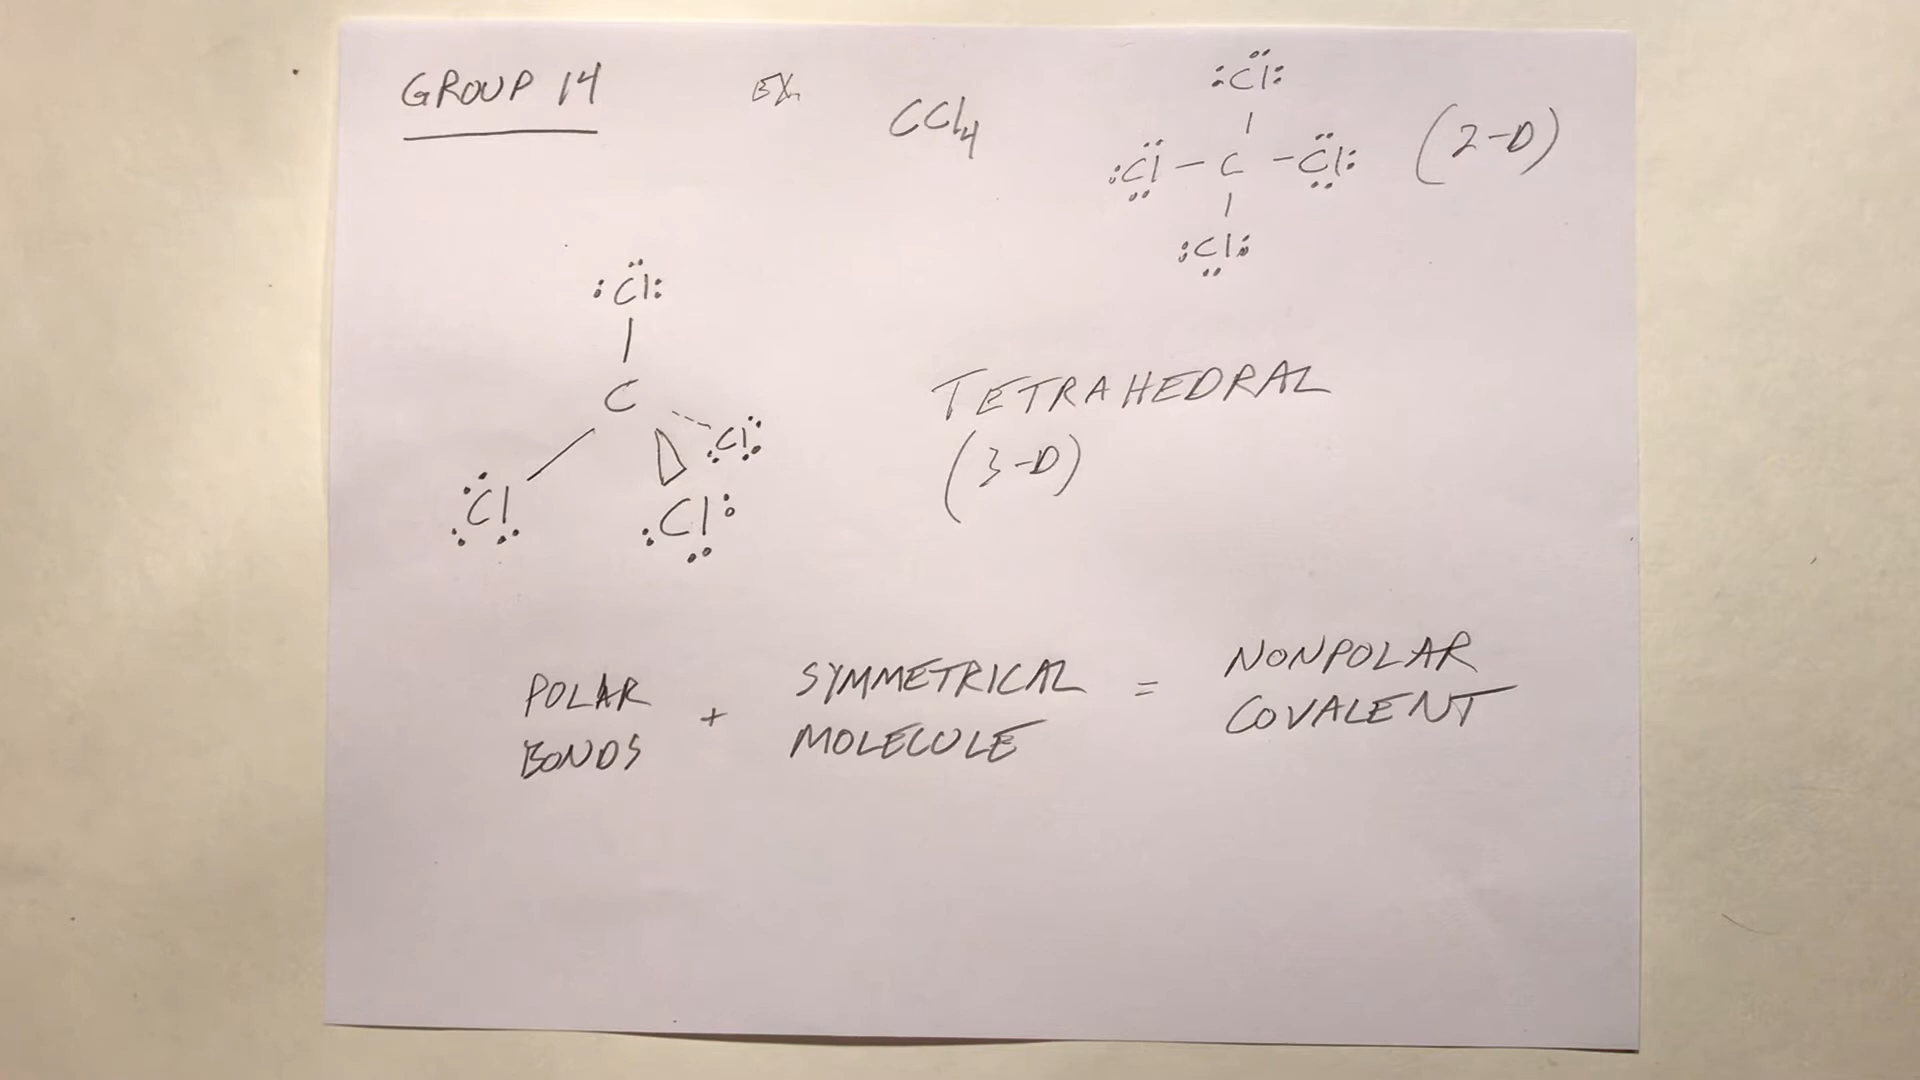 GROUP 14
EX.
CCl4
:Cl:
:Cl - C - Cl: (2-D)
:Cl:
:Cl:
C
Cl
Cl
:Cl:
TETRAHEDRAL
(3-D)
POLAR BONDS + SYMMETRICAL MOLECULE = NONPOLAR COVALENT